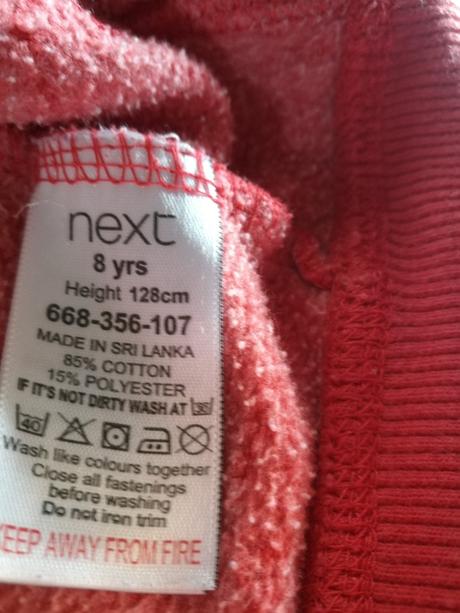 next
8 yrs
Height 128cm
668-356-107
MADE IN SRI LANKA
85% COTTON
15% POLYESTER
IF IT'S NOT DIRTY WASH AT 30
40
Wash like colours together
Close all fastenings
before washing
Do not iron trim
KEEP AWAY FROM FIRE